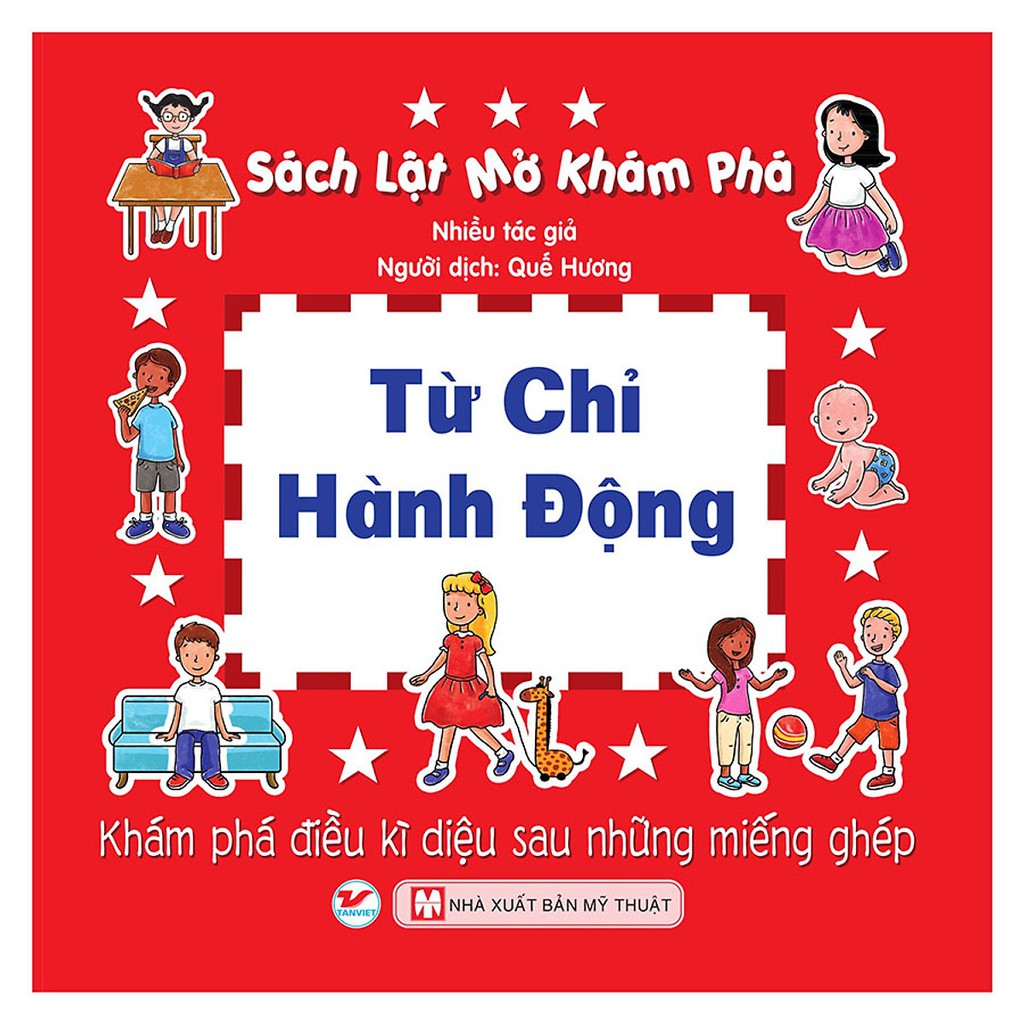 Sách Lật Mở Khám Phá
Nhiều tác giả
Người dịch: Quế Hương
Từ Chỉ
Hành Động
Khám phá điều kì diệu sau những miếng ghép
TANVIET
NHÀ XUẤT BẢN MỸ THUẬT